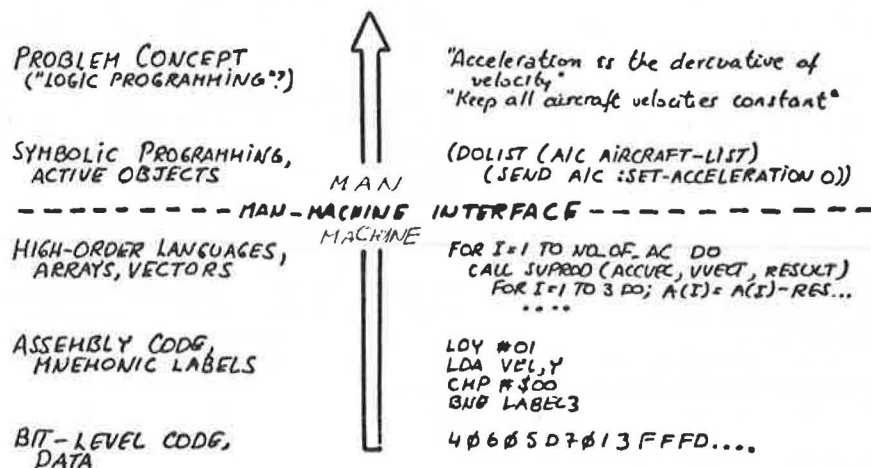 PROBLEM CONCEPT
("LOGIC PROGRAMMING"?)
"Acceleration is the derivative of
velocity"
"Keep all aircraft velocities constant"
SYMBOLIC PROGRAMMING,
ACTIVE OBJECTS
(DOLIST (A/C AIRCRAFT-LIST)
(SEND A/C :SET-ACCELERATION 0))
MAN
MAN-MACHINE INTERFACE
MACHINE
HIGH-ORDER LANGUAGES,
ARRAYS, VECTORS
FOR I=1 TO NO_OF_AC DO
CALL SVPROD (ACCVEC, VVECT, RESULT)
FOR I=1 TO 3 DO; A(I)= A(I)-RES...
....
ASSEMBLY CODE,
MNEMONIC LABELS
LDY #01
LDA VEL,Y
CMP #$00
BNE LABEL3
BIT-LEVEL CODE,
DATA
4φ6φ5D7φ13FFFD....